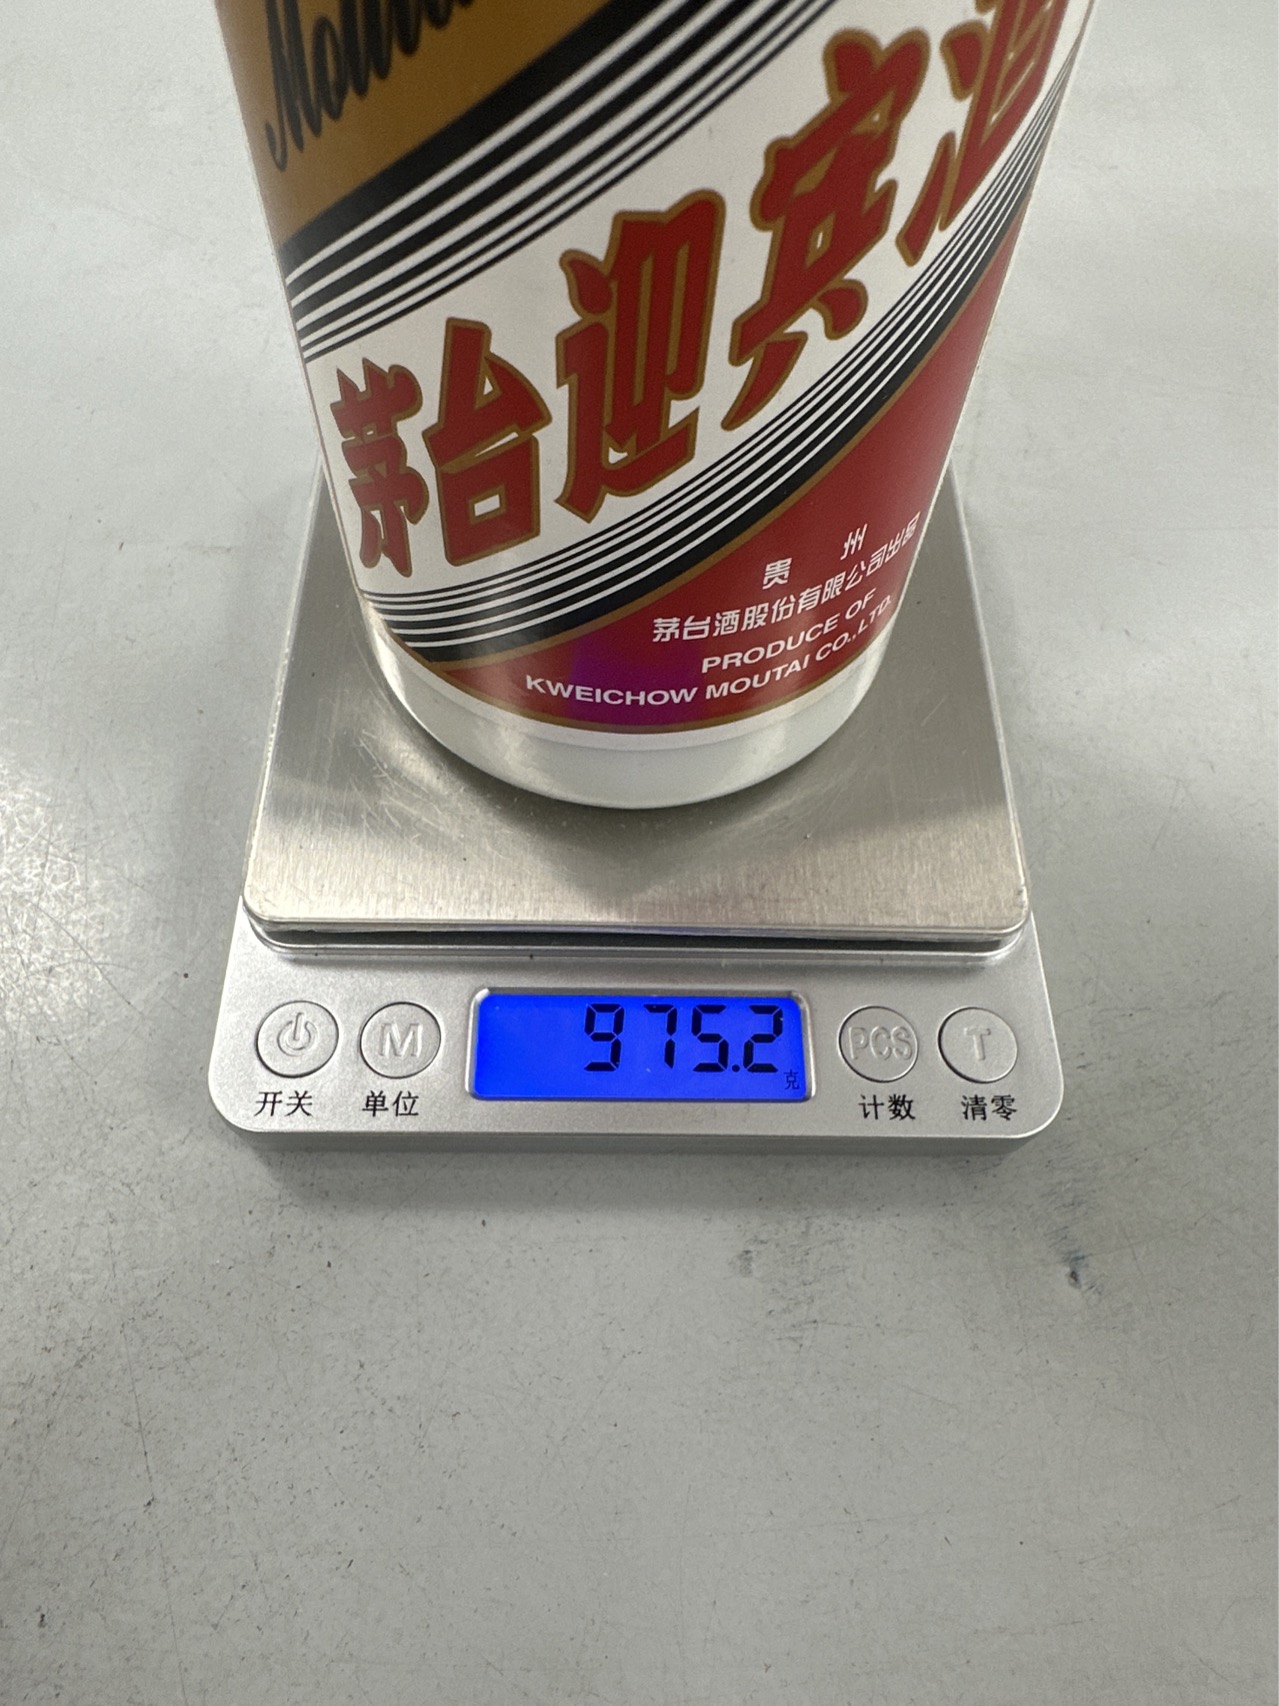 茅台迎宾酒
贵州
茅台酒股份有限公司出品
PRODUCE OF
KWEICHOW MOUTAI CO.,LTD.
975.2
克
M
PCS
T
开关
单位
计数
清零